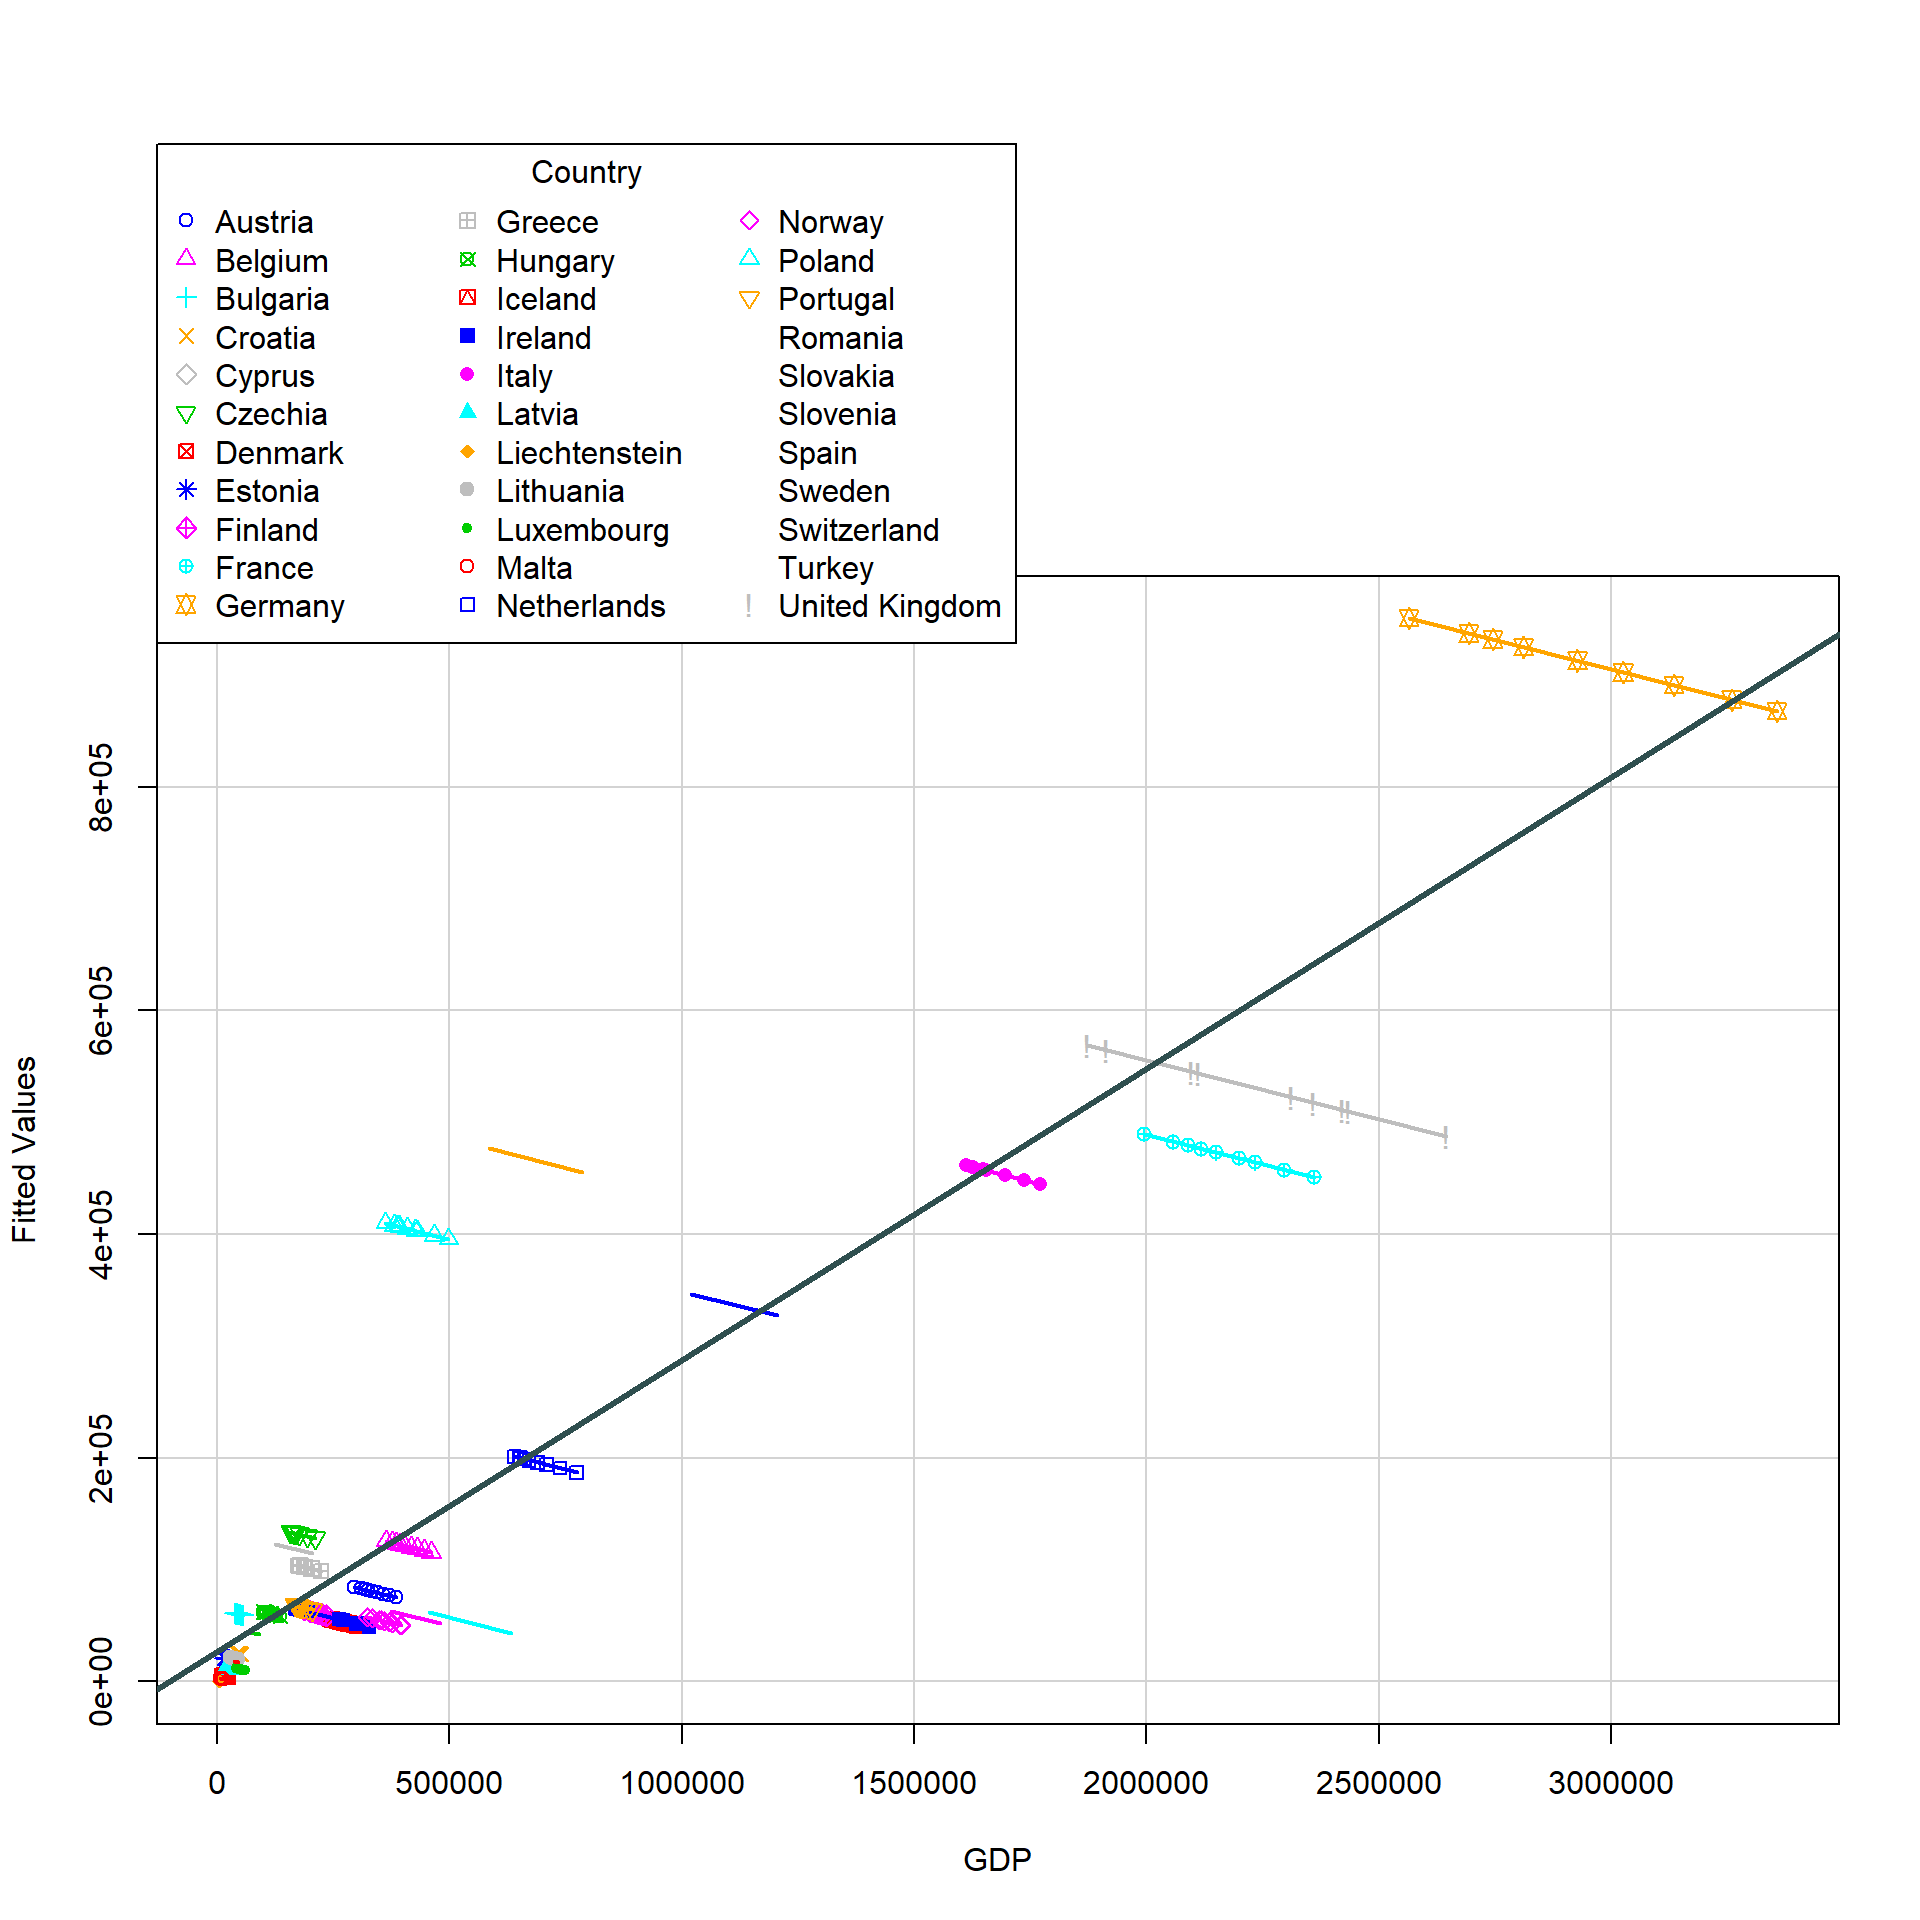 Country
Austria
Belgium
Bulgaria
Croatia
Cyprus
Czechia
Denmark
Estonia
Finland
France
Germany
Greece
Hungary
Iceland
Ireland
Italy
Latvia
Liechtenstein
Lithuania
Luxembourg
Malta
Netherlands
Norway
Poland
Portugal
Romania
Slovakia
Slovenia
Spain
Sweden
Switzerland
Turkey
! United Kingdom
8e+05
6e+05
4e+05
2e+05
0e+00
Fitted Values
0 500000 1000000 1500000 2000000 2500000 3000000
GDP